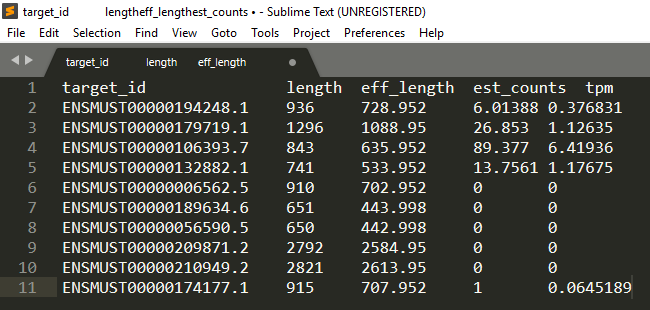 target_id lengtheff_lengthest_counts • - Sublime Text (UNREGISTERED)
File Edit Selection Find View Goto Tools Project Preferences Help
target_id length eff_length
1 target_id length eff_length est_counts tpm
2 ENSMUST00000194248.1 936 728.952 6.01388 0.376831
3 ENSMUST00000179719.1 1296 1088.95 26.853 1.12635
4 ENSMUST00000106393.7 843 635.952 89.377 6.41936
5 ENSMUST00000132882.1 741 533.952 13.7561 1.17675
6 ENSMUST00000006562.5 910 702.952 0 0
7 ENSMUST00000189634.6 651 443.998 0 0
8 ENSMUST00000056590.5 650 442.998 0 0
9 ENSMUST00000209871.2 2792 2584.95 0 0
10 ENSMUST00000210949.2 2821 2613.95 0 0
11 ENSMUST00000174177.1 915 707.952 1 0.0645189